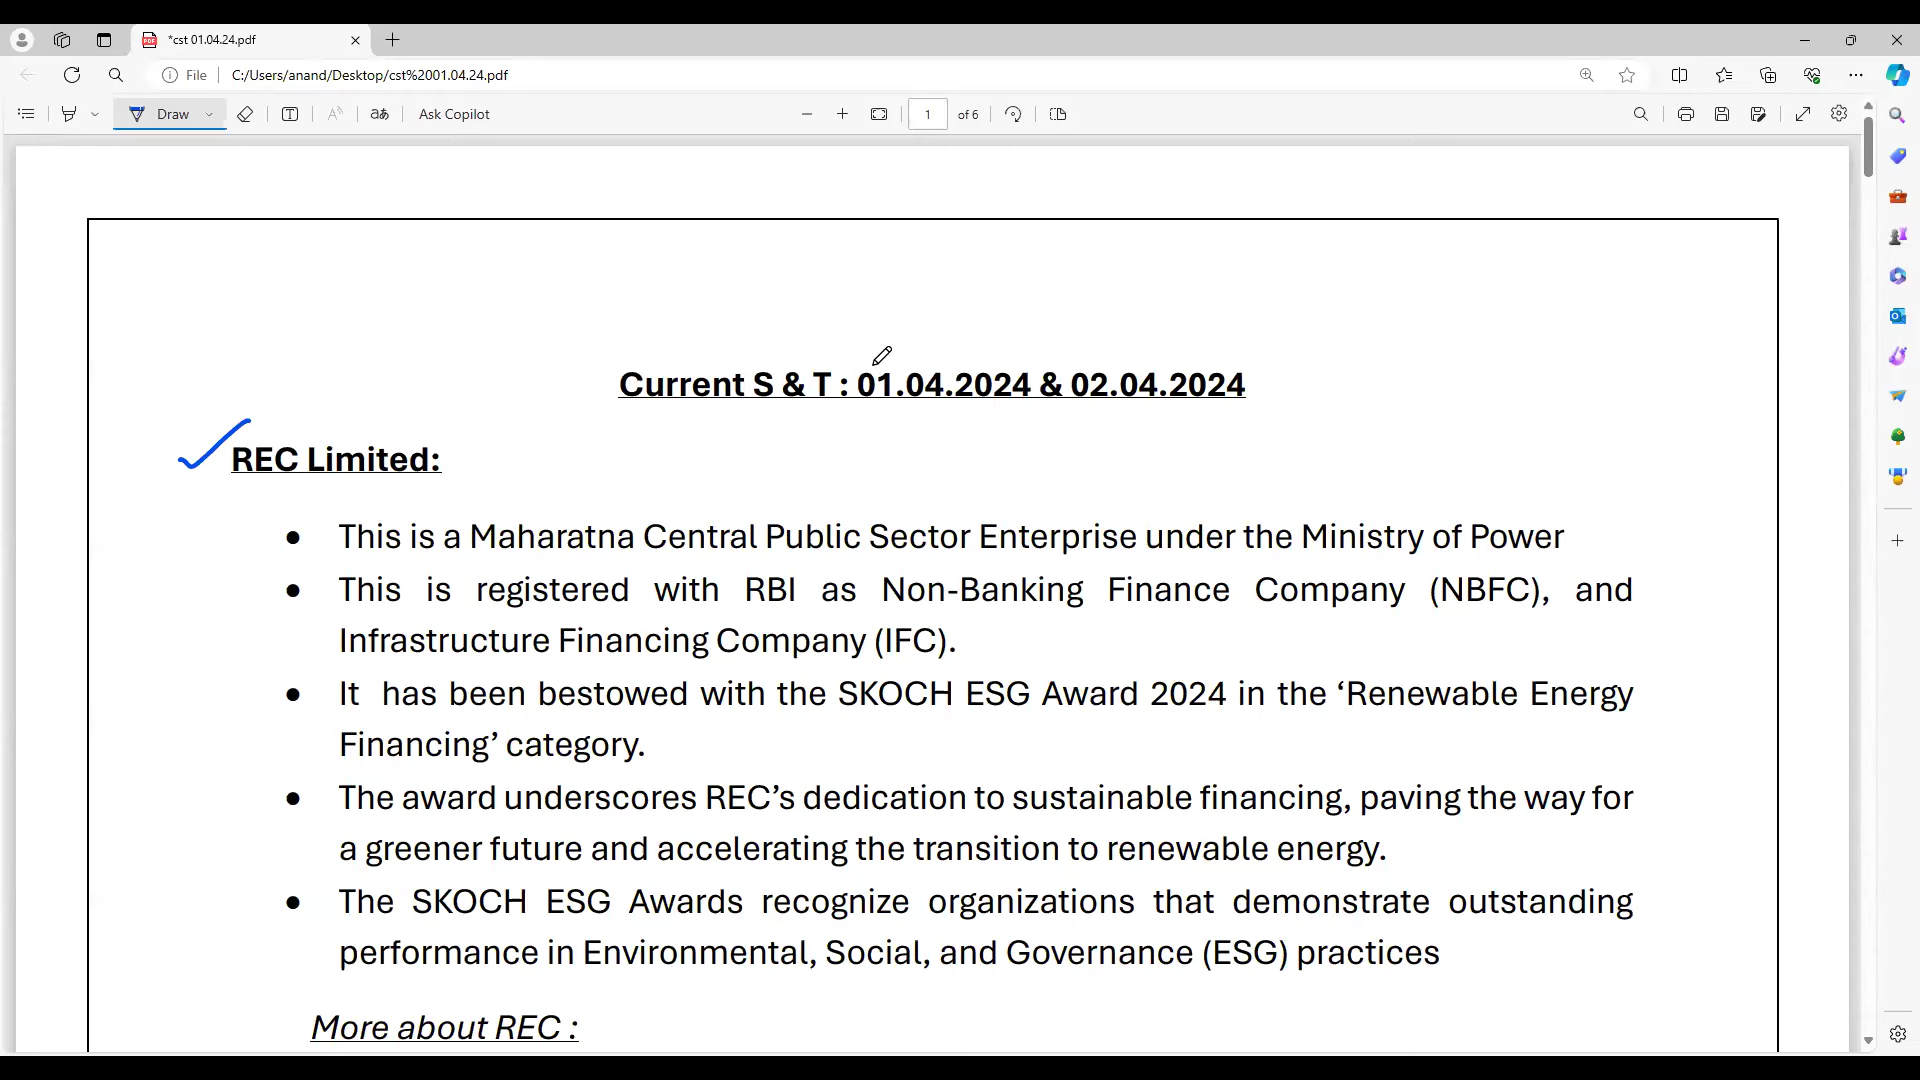 *cst 01.04.24.pdf
File C:/Users/anand/Desktop/cst%2001.04.24.pdf
Draw aあ Ask Copilot 1 of 6
Current S & T : 01.04.2024 & 02.04.2024
REC Limited:
• This is a Maharatna Central Public Sector Enterprise under the Ministry of Power
• This is registered with RBI as Non-Banking Finance Company (NBFC), and
Infrastructure Financing Company (IFC).
• It has been bestowed with the SKOCH ESG Award 2024 in the ‘Renewable Energy
Financing’ category.
• The award underscores REC’s dedication to sustainable financing, paving the way for
a greener future and accelerating the transition to renewable energy.
• The SKOCH ESG Awards recognize organizations that demonstrate outstanding
performance in Environmental, Social, and Governance (ESG) practices
More about REC :